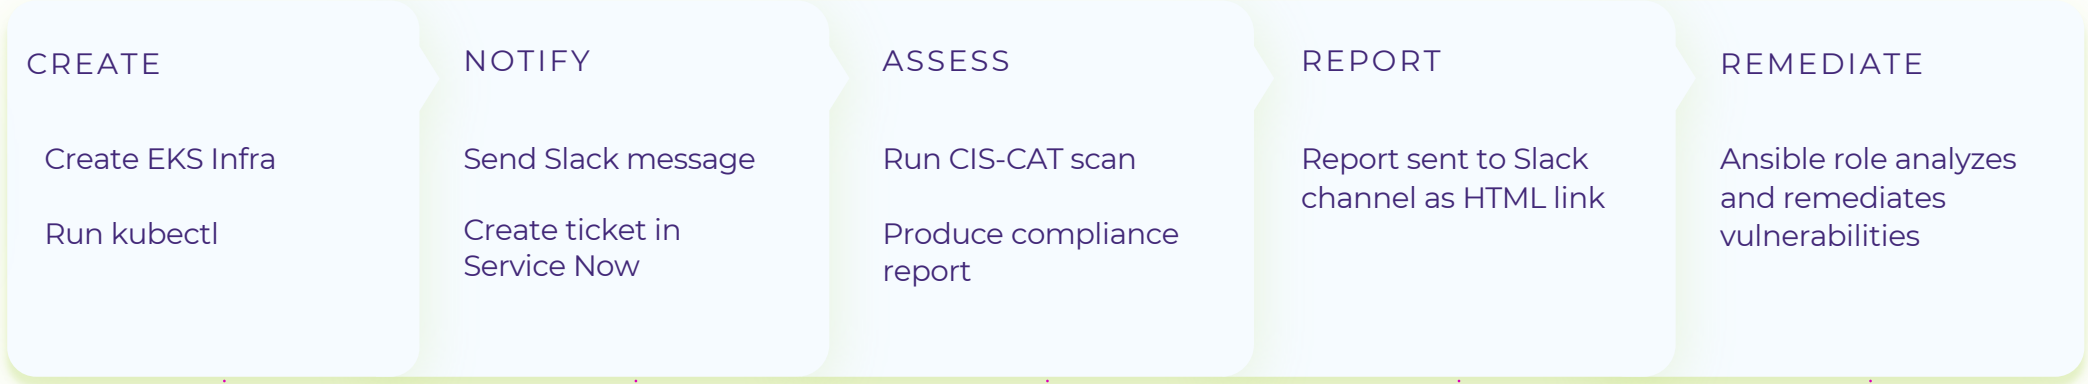 CREATE
Create EKS Infra
Run kubectl
NOTIFY
Send Slack message
Create ticket in
Service Now
ASSESS
Run CIS-CAT scan
Produce compliance
report
REPORT
Report sent to Slack
channel as HTML link
REMEDIATE
Ansible role analyzes
and remediates
vulnerabilities